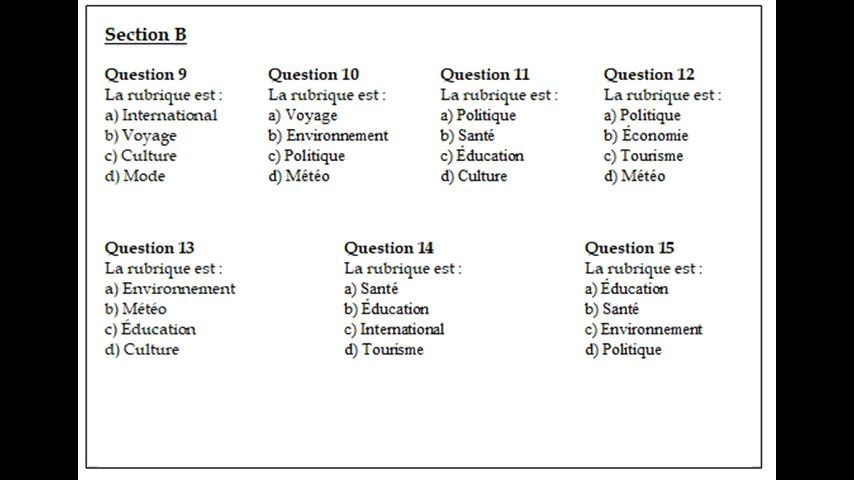 Section B
Question 9
La rubrique est :
a) International
b) Voyage
c) Culture
d) Mode
Question 10
La rubrique est :
a) Voyage
b) Environnement
c) Politique
d) Météo
Question 11
La rubrique est :
a) Politique
b) Santé
c) Éducation
d) Culture
Question 12
La rubrique est :
a) Politique
b) Économie
c) Tourisme
d) Météo
Question 13
La rubrique est :
a) Environnement
b) Météo
c) Éducation
d) Culture
Question 14
La rubrique est :
a) Santé
b) Éducation
c) International
d) Tourisme
Question 15
La rubrique est :
a) Éducation
b) Santé
c) Environnement
d) Politique